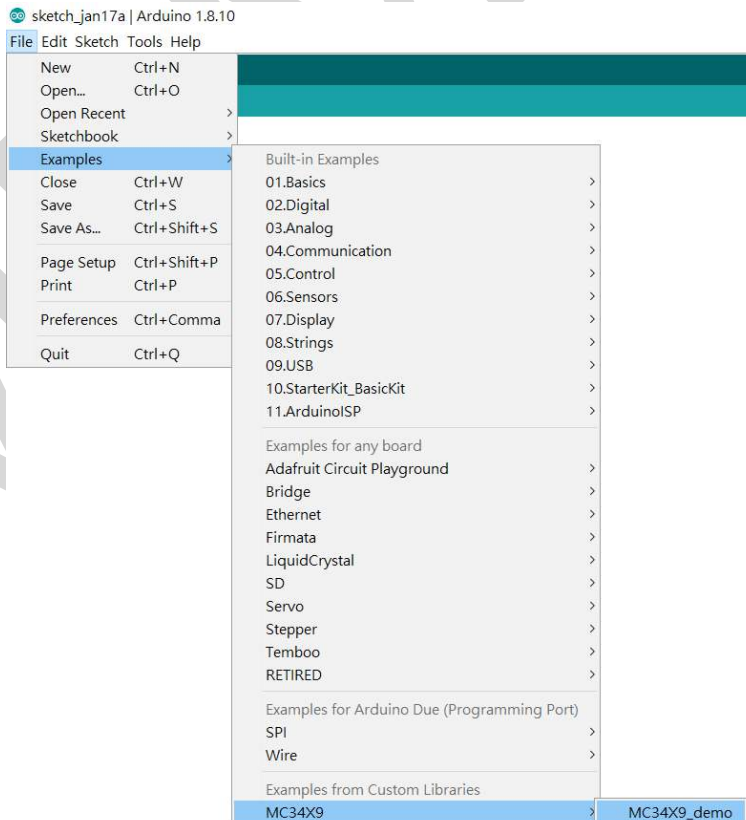 sketch_jan17a | Arduino 1.8.10
File Edit Sketch Tools Help
New Ctrl+N
Open... Ctrl+O
Open Recent
Sketchbook
Examples
Close Ctrl+W
Save Ctrl+S
Save As... Ctrl+Shift+S
Page Setup Ctrl+Shift+P
Print Ctrl+P
Preferences Ctrl+Comma
Quit Ctrl+Q
Built-in Examples
01.Basics
02.Digital
03.Analog
04.Communication
05.Control
06.Sensors
07.Display
08.Strings
09.USB
10.StarterKit_BasicKit
11.ArduinoISP
Examples for any board
Adafruit Circuit Playground
Bridge
Ethernet
Firmata
LiquidCrystal
SD
Servo
Stepper
Temboo
RETIRED
Examples for Arduino Due (Programming Port)
SPI
Wire
Examples from Custom Libraries
MC34X9
MC34X9_demo